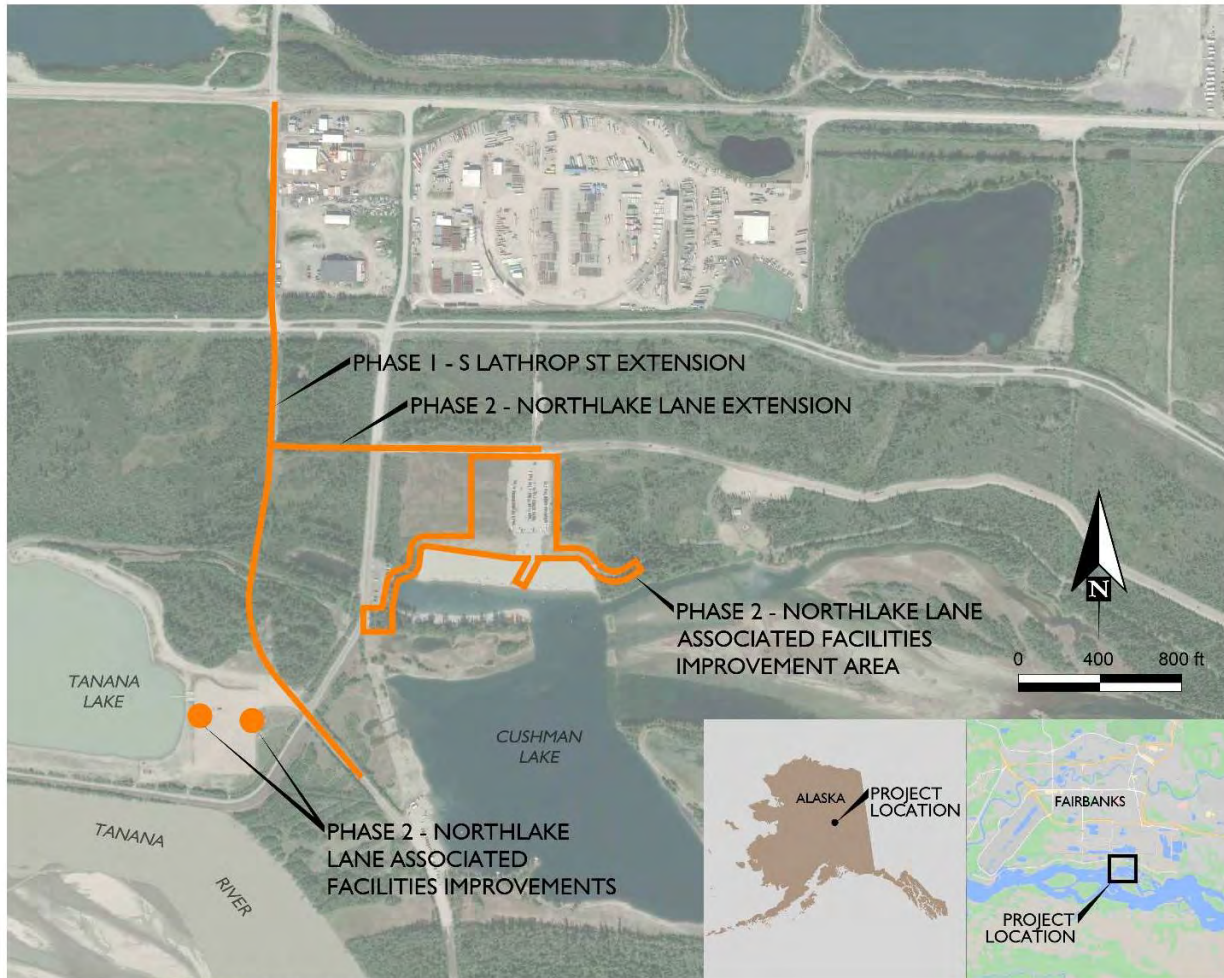 PHASE 1 - S LATHROP ST EXTENSION
PHASE 2 - NORTHLAKE LANE EXTENSION
N
0 400 800 ft
PHASE 2 - NORTHLAKE LANE
ASSOCIATED FACILITIES
IMPROVEMENT AREA
TANANA
LAKE
CUSHMAN
LAKE
PHASE 2 - NORTHLAKE
LANE ASSOCIATED
FACILITIES IMPROVEMENTS
TANANA
RIVER
ALASKA
PROJECT
LOCATION
FAIRBANKS
PROJECT
LOCATION